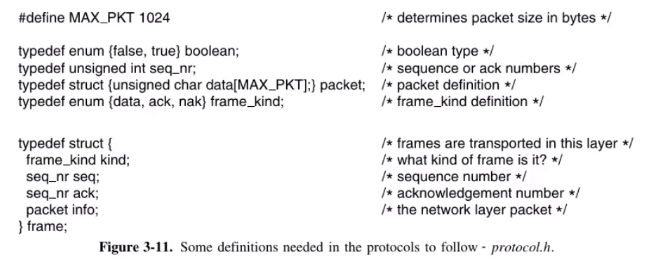 #define MAX_PKT 1024 /* determines packet size in bytes */
typedef enum {false, true} boolean; /* boolean type */
typedef unsigned int seq_nr; /* sequence or ack numbers */
typedef struct {unsigned char data[MAX_PKT];} packet; /* packet definition */
typedef enum {data, ack, nak} frame_kind; /* frame_kind definition */
typedef struct { /* frames are transported in this layer */
frame_kind kind; /* what kind of frame is it? */
seq_nr seq; /* sequence number */
seq_nr ack; /* acknowledgement number */
packet info; /* the network layer packet */
} frame;
Figure 3-11. Some definitions needed in the protocols to follow - protocol.h.